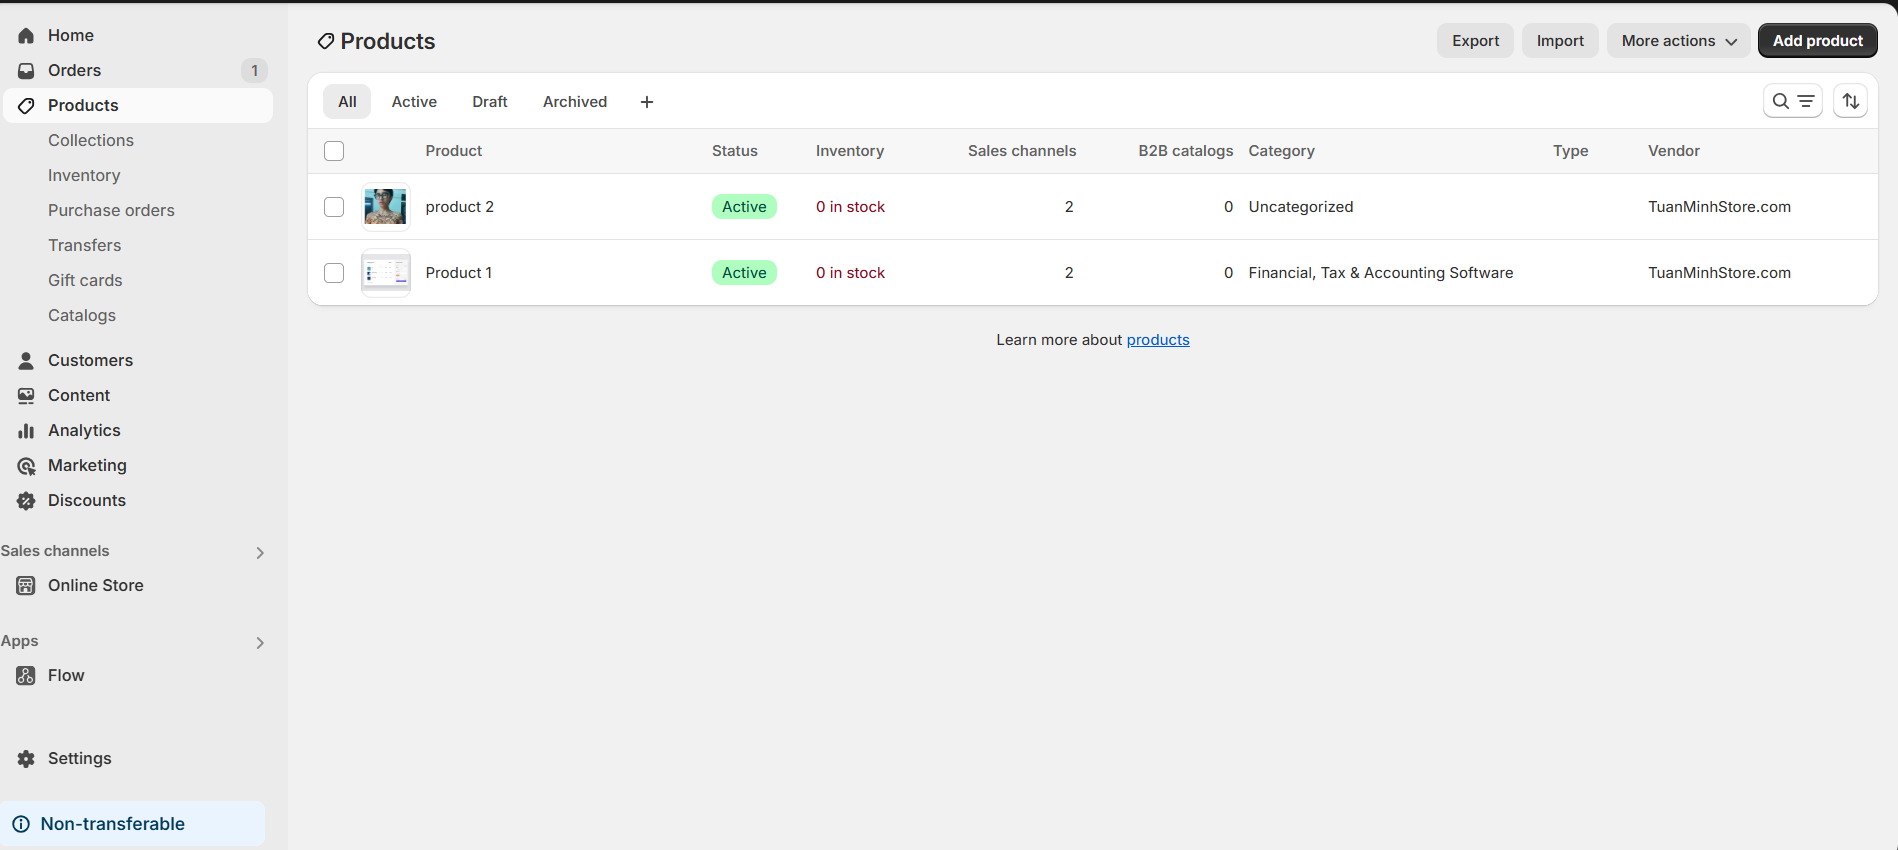 Home
Orders 1
Products
Collections
Inventory
Purchase orders
Transfers
Gift cards
Catalogs
Customers
Content
Analytics
Marketing
Discounts
Sales channels
Online Store
Apps
Flow
Settings
Non-transferable
Products
Export Import More actions Add product
All Active Draft Archived +
Product Status Inventory Sales channels B2B catalogs Category Type Vendor
product 2 Active 0 in stock 2 0 Uncategorized TuanMinhStore.com
Product 1 Active 0 in stock 2 0 Financial, Tax & Accounting Software TuanMinhStore.com
Learn more about products